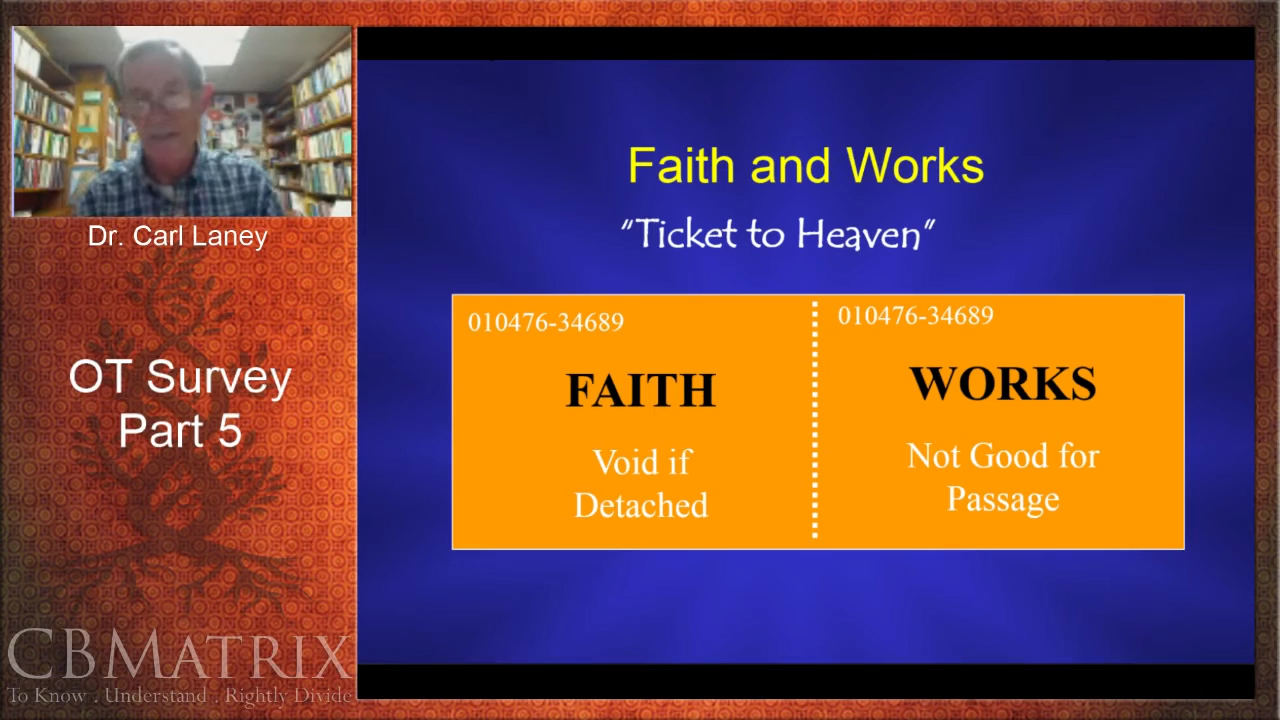 Dr. Carl Laney
OT Survey
Part 5
CBMATRIX
To Know . Understand . Rightly Divide
Faith and Works
“Ticket to Heaven”
010476-34689
FAITH
Void if
Detached
010476-34689
WORKS
Not Good for
Passage